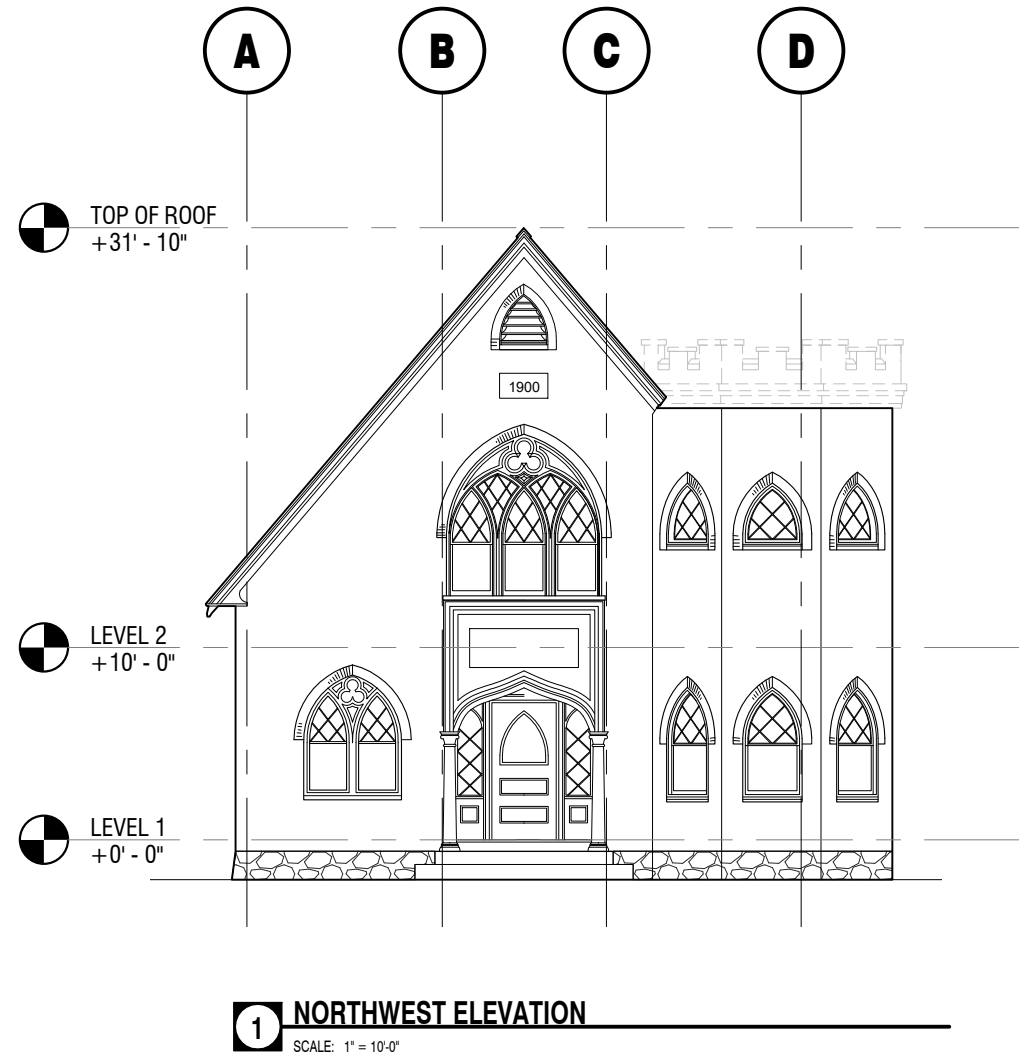 A B C D
TOP OF ROOF
+31' - 10"
1900
LEVEL 2
+10' - 0"
LEVEL 1
+0' - 0"
1 NORTHWEST ELEVATION
SCALE: 1" = 10'-0"